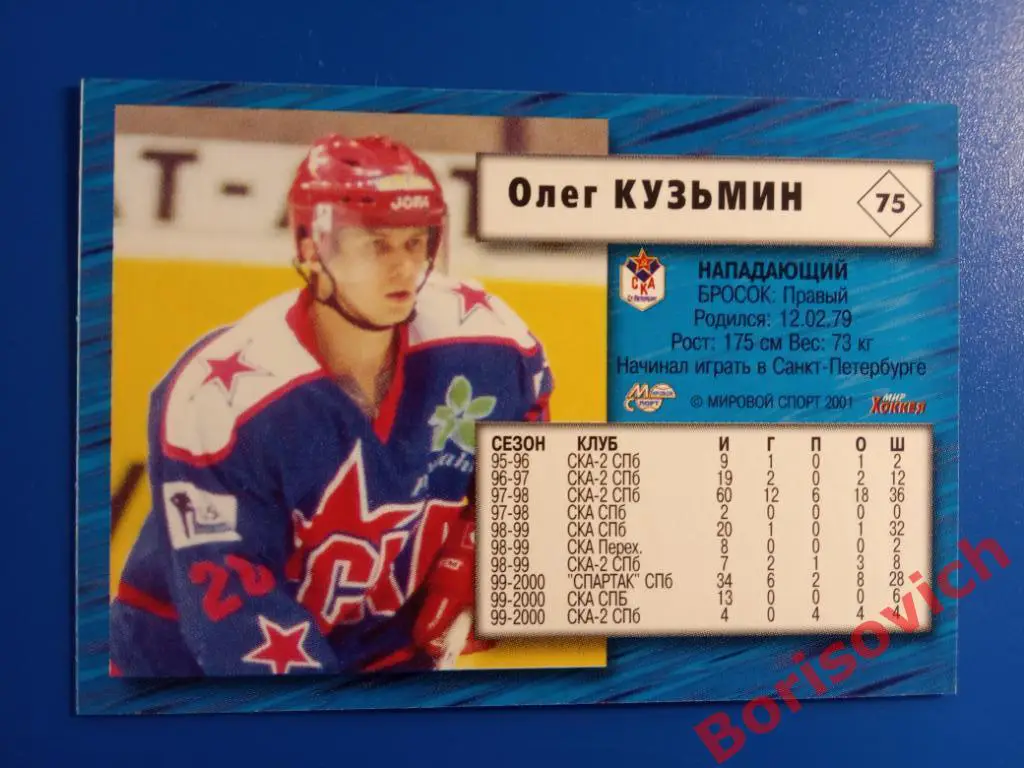 Олег КУЗЬМИН
75
НАПАДАЮЩИЙ
БРОСОК: Правый
Родился: 12.02.79
Рост: 175 см Вес: 73 кг
Начинал играть в Санкт-Петербурге
© МИРОВОЙ СПОРТ 2001
МИР ХОККЕЯ
СЕЗОН КЛУБ И Г П О Ш
95-96 СКА-2 СПб 9 1 0 1 2
96-97 СКА-2 СПб 19 2 0 2 12
97-98 СКА-2 СПб 60 12 6 18 36
97-98 СКА СПб 2 0 0 0 0
98-99 СКА СПб 20 1 0 1 32
98-99 СКА Перех. 8 0 0 0 2
98-99 СКА-2 СПб 7 2 1 3 8
99-2000 "СПАРТАК" СПб 34 6 2 8 28
99-2000 СКА СПБ 13 0 0 0 6
99-2000 СКА-2 СПб 4 0 4 4 4
JOFA
СКА
СКА
28
Borisovich